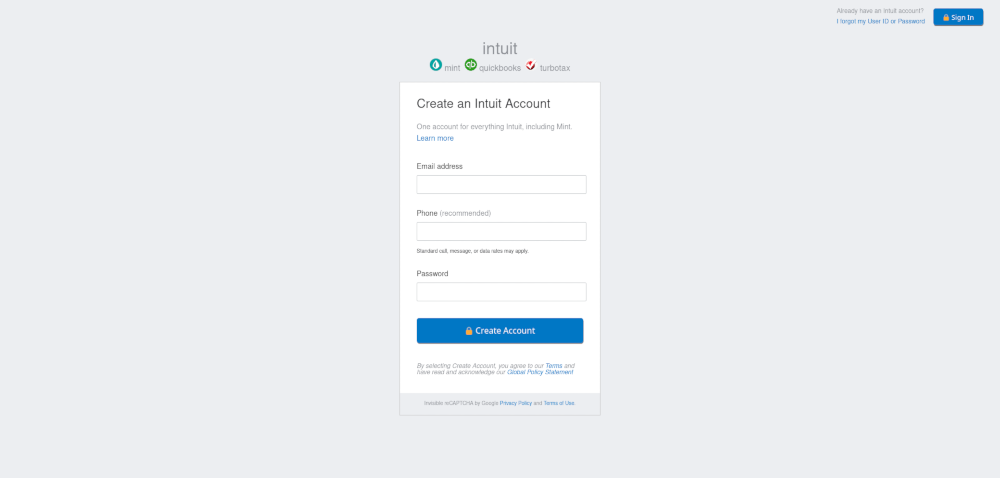 Already have an Intuit account?
I forgot my User ID or Password
Sign In
intuit
mint qb quickbooks turbotax
Create an Intuit Account
One account for everything Intuit, including Mint.
Learn more
Email address
Phone (recommended)
Standard call, message, or data rates may apply.
Password
Create Account
By selecting Create Account, you agree to our Terms and
have read and acknowledge our Global Policy Statement
Invisible reCAPTCHA by Google Privacy Policy and Terms of Use.